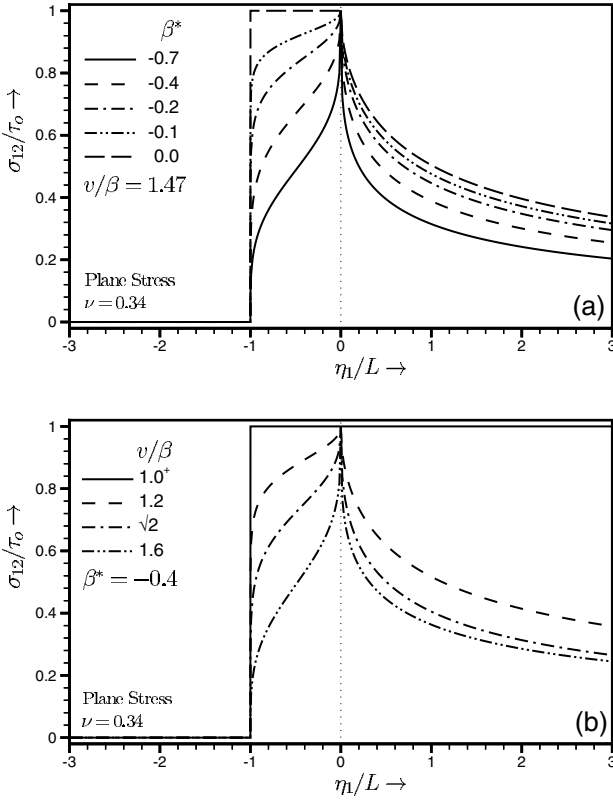 1
0.8
0.6
0.4
0.2
0
σ12/τo →
β*
-0.7
-0.4
-0.2
-0.1
0.0
v/β = 1.47
Plane Stress
ν = 0.34
(a)
-3 -2 -1 0 1 2 3
η1/L →
1
0.8
0.6
0.4
0.2
0
σ12/τo →
v/β
1.0+
1.2
√2
1.6
β* = −0.4
Plane Stress
ν = 0.34
(b)
-3 -2 -1 0 1 2 3
η1/L →